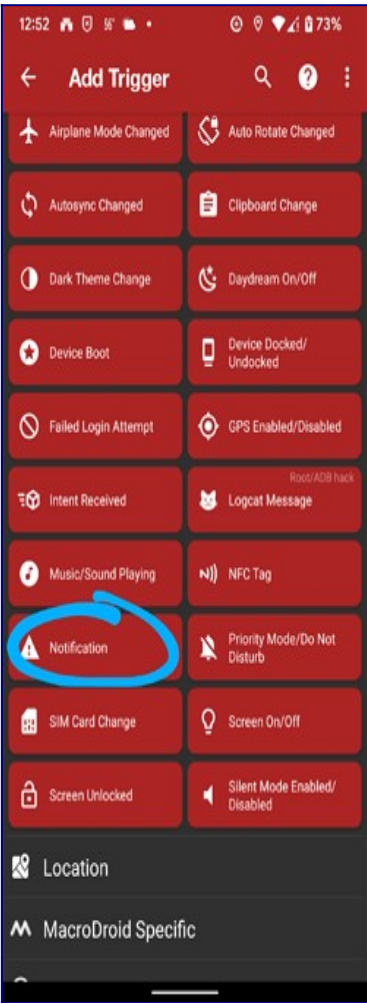 12:52
73%
Add Trigger
Airplane Mode Changed
Auto Rotate Changed
Autosync Changed
Clipboard Change
Dark Theme Change
Daydream On/Off
Device Boot
Device Docked/
Undocked
Failed Login Attempt
GPS Enabled/Disabled
Intent Received
Root/ADB hack
Logcat Message
Music/Sound Playing
NFC Tag
Notification
Priority Mode/Do Not
Disturb
SIM Card Change
Screen On/Off
Screen Unlocked
Silent Mode Enabled/
Disabled
Location
MacroDroid Specific